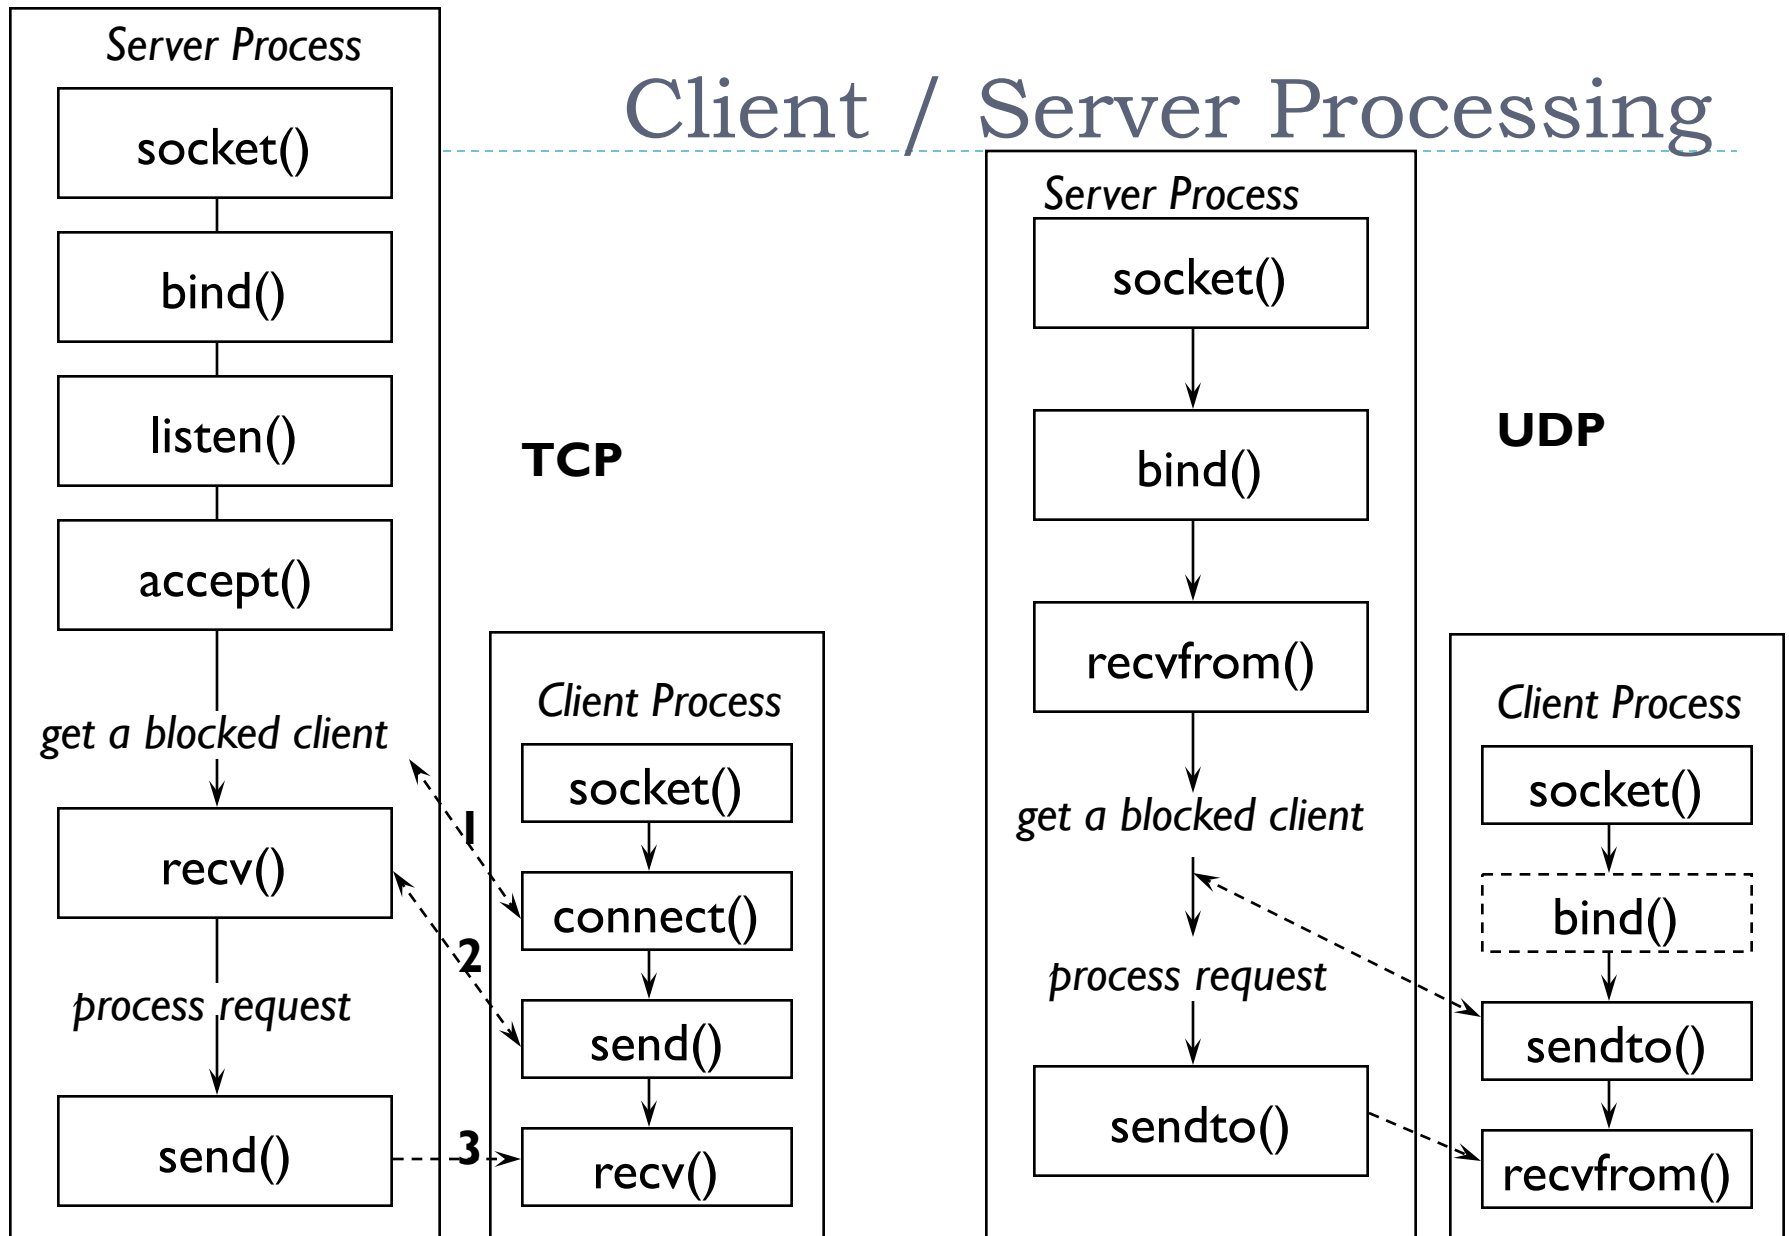 Client / Server Processing
Server Process
socket()
bind()
listen()
accept()
get a blocked client
recv()
process request
send()
TCP
Client Process
socket()
connect()
send()
recv()
1
2
3
Server Process
socket()
bind()
recvfrom()
get a blocked client
process request
sendto()
UDP
Client Process
socket()
bind()
sendto()
recvfrom()